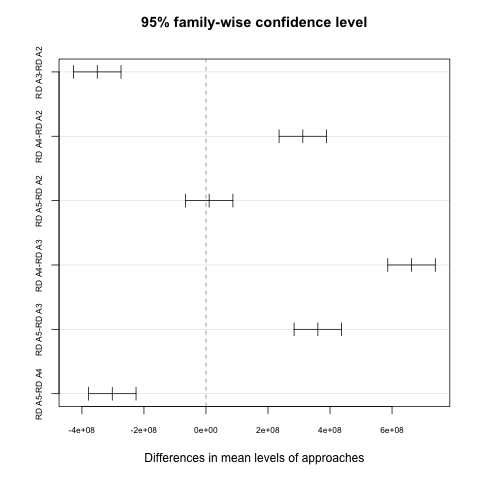 95% family-wise confidence level
RD A3-RD A2
RD A4-RD A2
RD A5-RD A2
RD A4-RD A3
RD A5-RD A3
RD A5-RD A4
-4e+08 -2e+08 0e+00 2e+08 4e+08 6e+08
Differences in mean levels of approaches